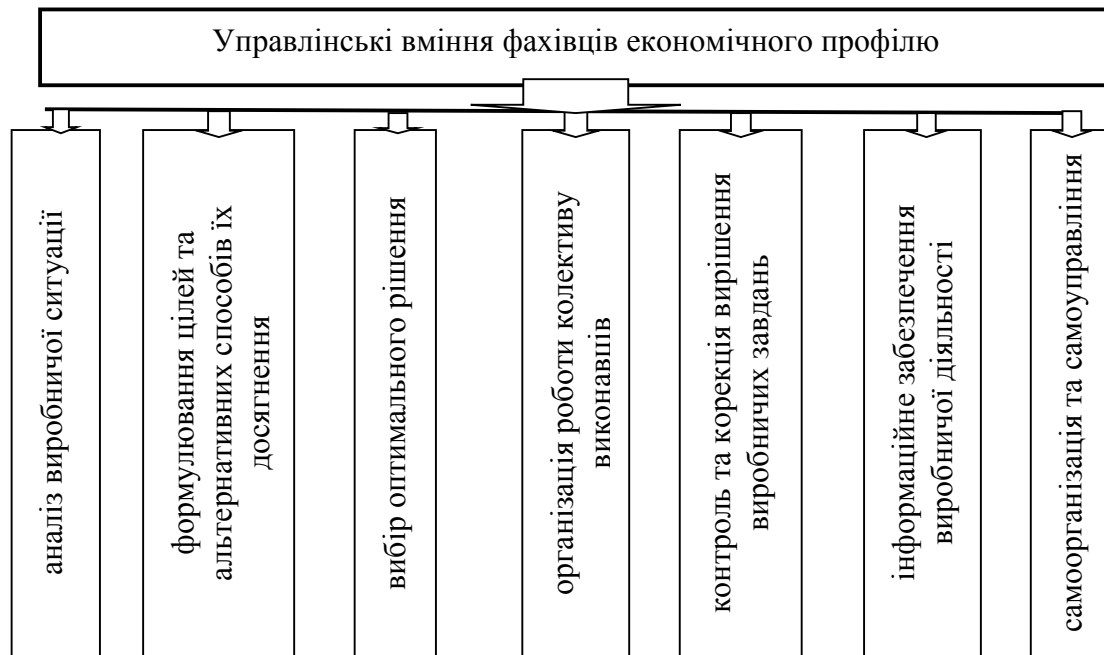 Управлінські вміння фахівців економічного профілю
аналіз виробничої ситуації
формулювання цілей та
альтернативних способів їх
досягнення
вибір оптимального рішення
організація роботи колективу
виконавців
контроль та корекція вирішення
виробничих завдань
інформаційне забезпечення
виробничої діяльності
самоорганізація та самоуправління